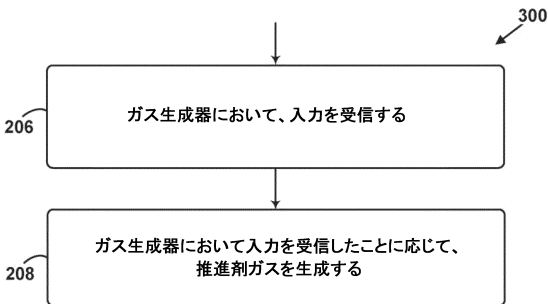 300
206
ガス生成器において、入力を受信する
208
ガス生成器において入力を受信したことに応じて、
推進剤ガスを生成する